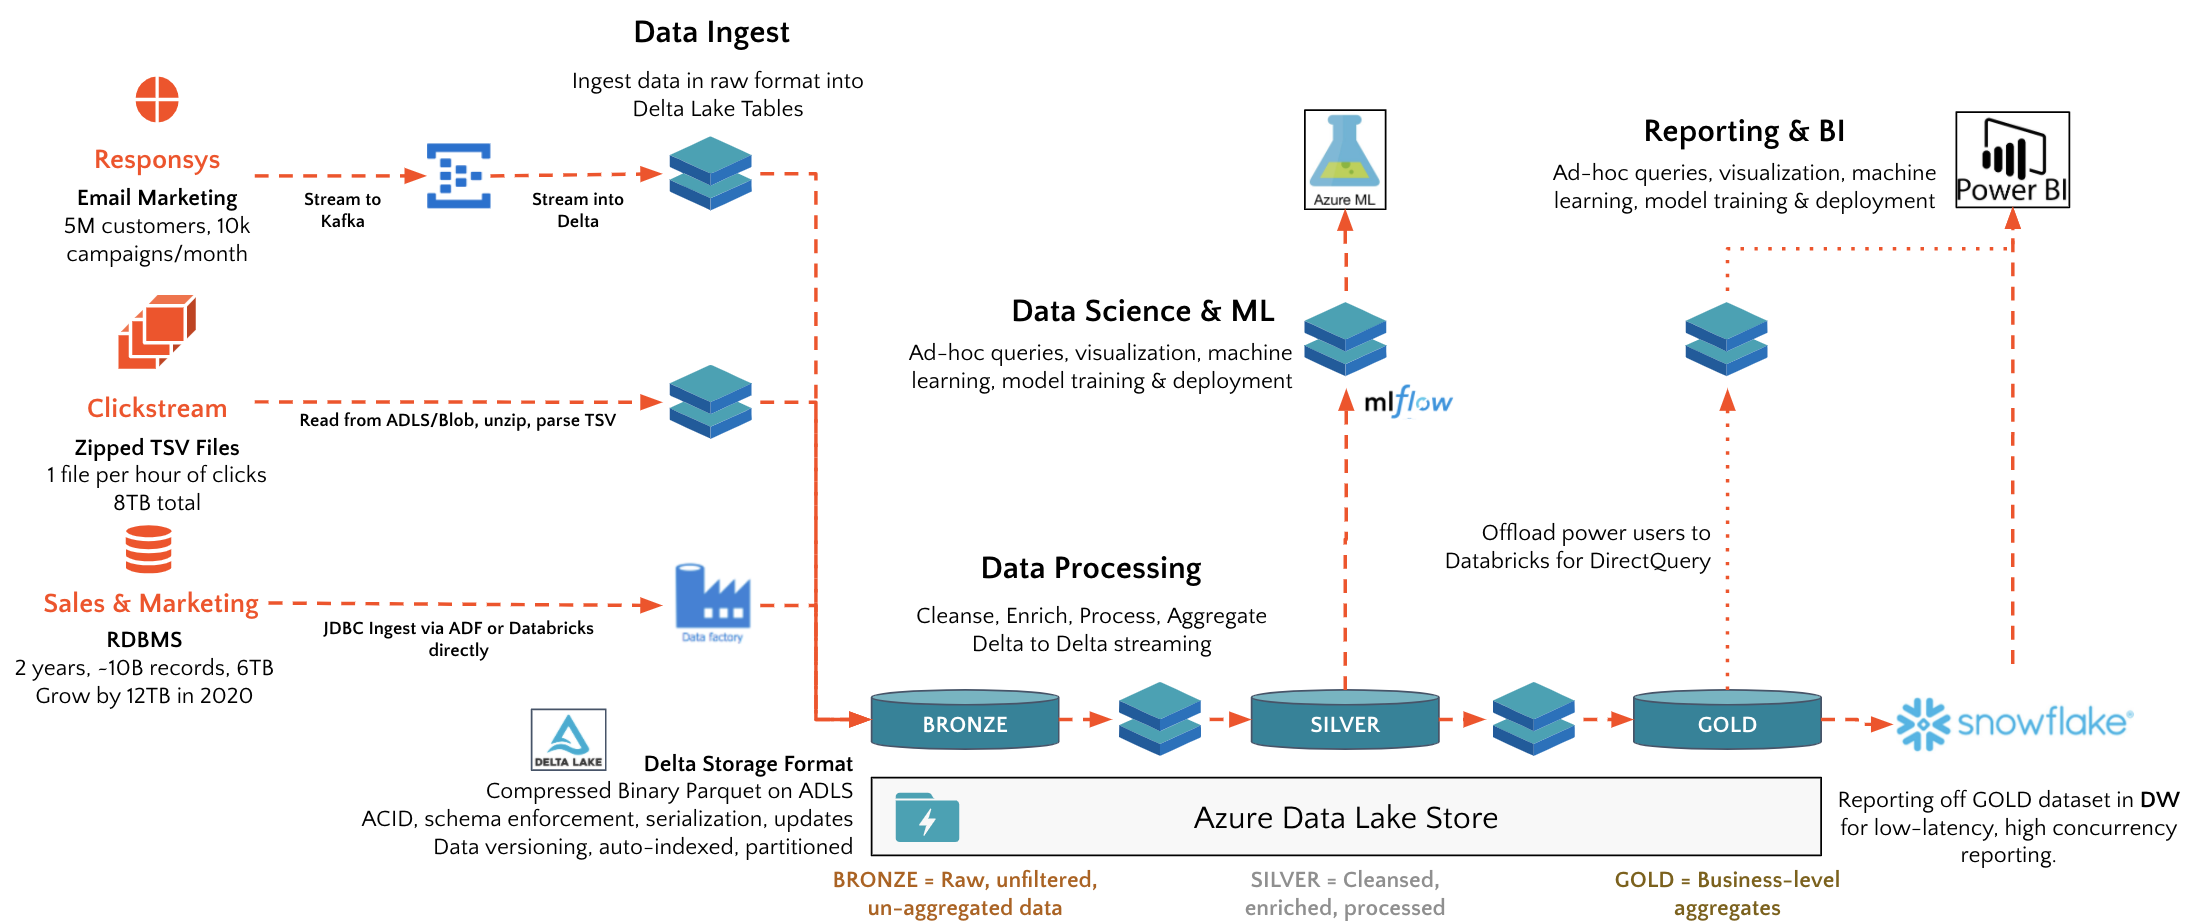 Data Ingest
Ingest data in raw format into
Delta Lake Tables
Responsys
Email Marketing
5M customers, 10k
campaigns/month
Stream to
Kafka
Stream into
Delta
Clickstream
Zipped TSV Files
1 file per hour of clicks
8TB total
Read from ADLS/Blob, unzip, parse TSV
Sales & Marketing
RDBMS
2 years, ~10B records, 6TB
Grow by 12TB in 2020
JDBC Ingest via ADF or Databricks
directly
Data factory
Azure ML
Data Science & ML
Ad-hoc queries, visualization, machine
learning, model training & deployment
mlflow
Reporting & BI
Ad-hoc queries, visualization, machine
learning, model training & deployment
Power BI
Offload power users to
Databricks for DirectQuery
Data Processing
Cleanse, Enrich, Process, Aggregate
Delta to Delta streaming
BRONZE
SILVER
GOLD
snowflake®
DELTA LAKE
Delta Storage Format
Compressed Binary Parquet on ADLS
ACID, schema enforcement, serialization, updates
Data versioning, auto-indexed, partitioned
Azure Data Lake Store
Reporting off GOLD dataset in DW
for low-latency, high concurrency
reporting.
BRONZE = Raw, unfiltered,
un-aggregated data
SILVER = Cleansed,
enriched, processed
GOLD = Business-level
aggregates